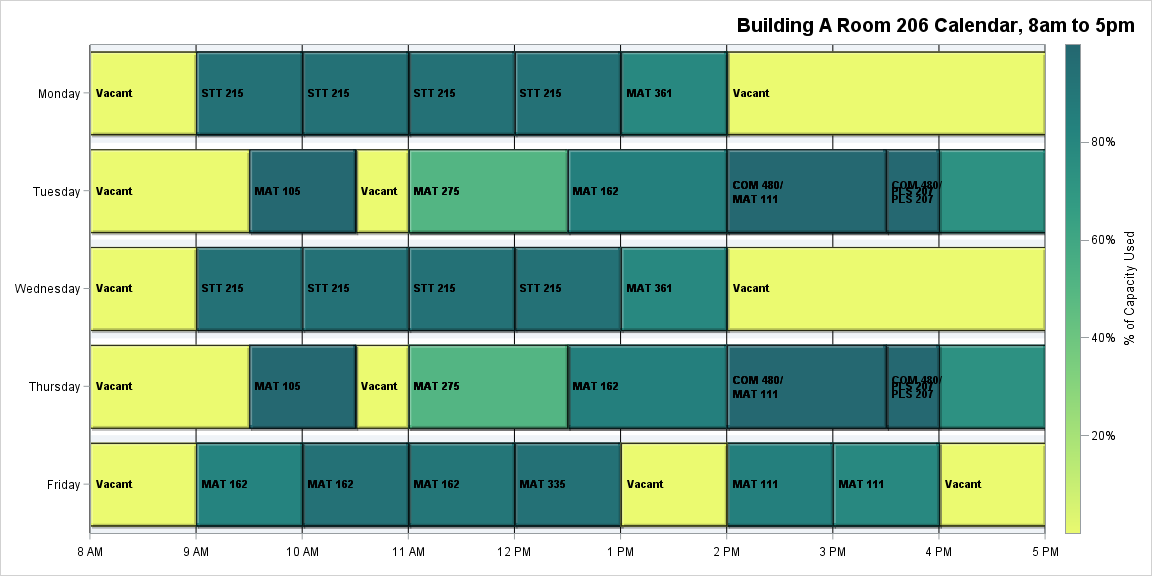 Building A Room 206 Calendar, 8am to 5pm
Monday
Vacant
STT 215
STT 215
STT 215
STT 215
MAT 361
Vacant
Tuesday
Vacant
MAT 105
Vacant
MAT 275
MAT 162
COM 480/
MAT 111
COM 480/
PLS 207
PLS 207
Wednesday
Vacant
STT 215
STT 215
STT 215
STT 215
MAT 361
Vacant
Thursday
Vacant
MAT 105
Vacant
MAT 275
MAT 162
COM 480/
MAT 111
COM 480/
PLS 207
PLS 207
Friday
Vacant
MAT 162
MAT 162
MAT 162
MAT 335
Vacant
MAT 111
MAT 111
Vacant
8 AM
9 AM
10 AM
11 AM
12 PM
1 PM
2 PM
3 PM
4 PM
5 PM
80%
60%
40%
20%
% of Capacity Used